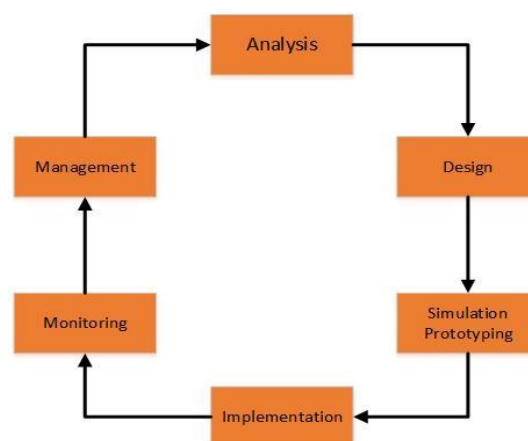 Analysis
Design
Simulation
Prototyping
Implementation
Monitoring
Management